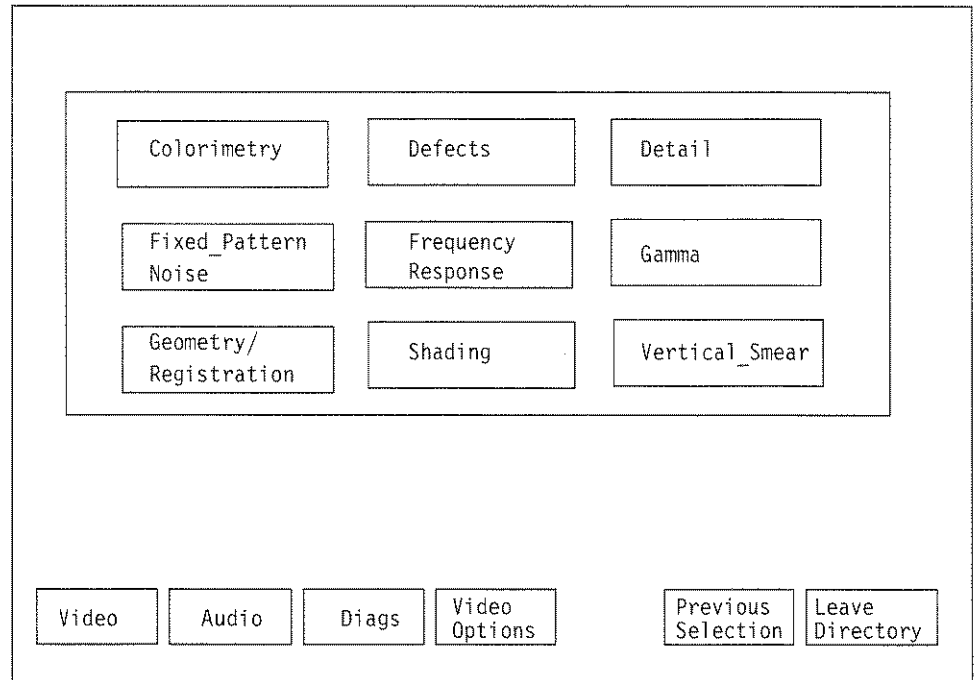 Colorimetry
Defects
Detail
Fixed_Pattern
Noise
Frequency
Response
Gamma
Geometry/
Registration
Shading
Vertical_Smear
Video
Audio
Diags
Video
Options
Previous
Selection
Leave
Directory